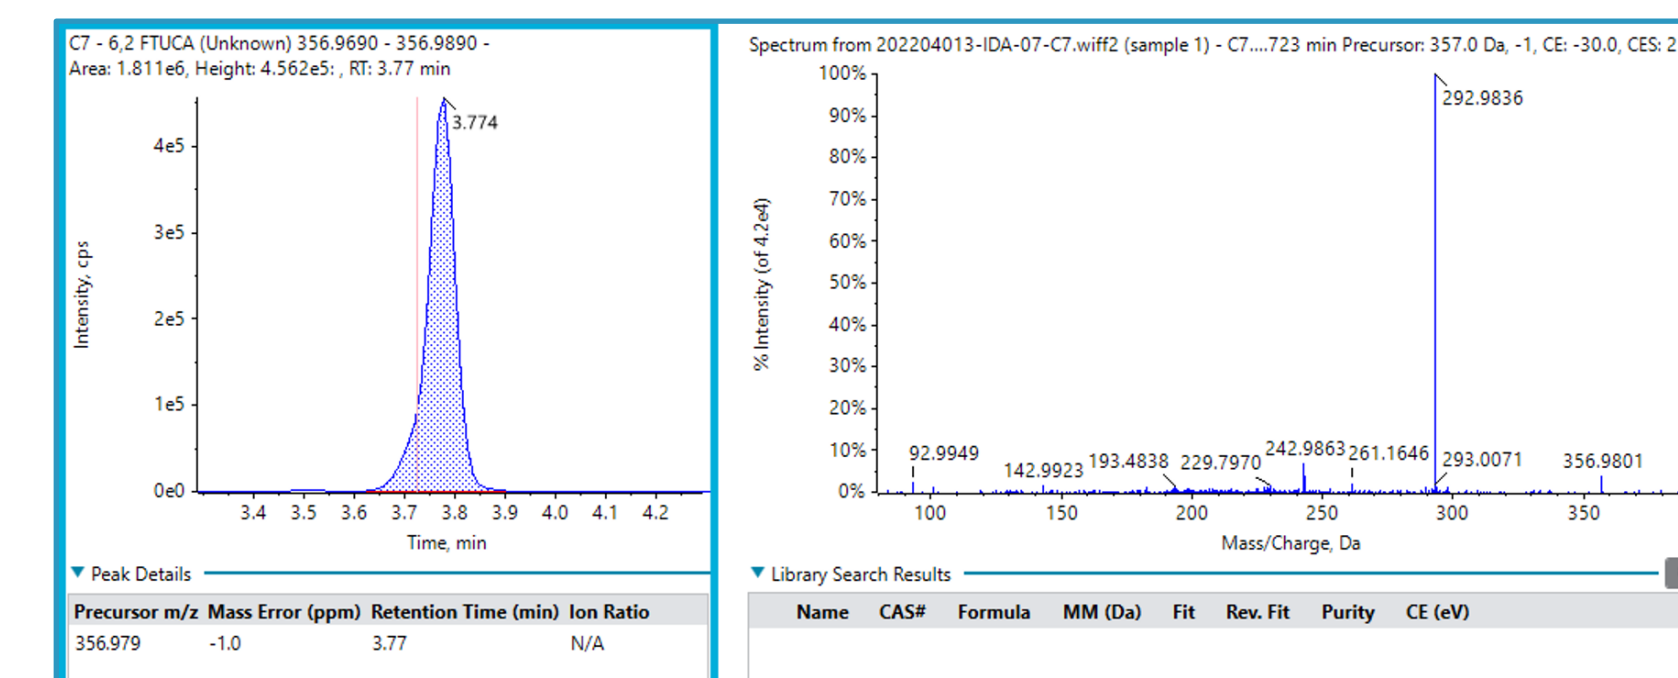 C7 - 6,2 FTUCA (Unknown) 356.9690 - 356.9890 -
Area: 1.811e6, Height: 4.562e5: , RT: 3.77 min
3.774
4e5
3e5
2e5
1e5
0e0
Intensity, cps
3.4 3.5 3.6 3.7 3.8 3.9 4.0 4.1 4.2
Time, min
Peak Details
Precursor m/z Mass Error (ppm) Retention Time (min) Ion Ratio
356.979 -1.0 3.77 N/A
Spectrum from 202204013-IDA-07-C7.wiff2 (sample 1) - C7....723 min Precursor: 357.0 Da, -1, CE: -30.0, CES: 2
100%
90%
80%
70%
60%
50%
40%
30%
20%
10%
0%
% Intensity (of 4.2e4)
292.9836
92.9949 142.9923 193.4838 229.7970 242.9863 261.1646 293.0071 356.9801
100 150 200 250 300 350
Mass/Charge, Da
Library Search Results
Name CAS# Formula MM (Da) Fit Rev. Fit Purity CE (eV)